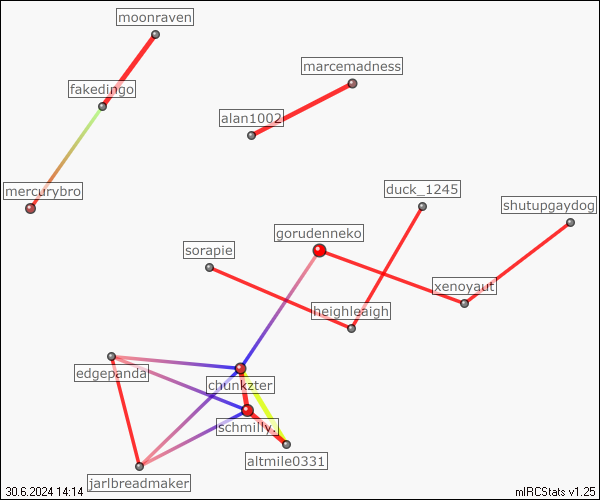 moonraven
marcemadness
fakedingo
alan1002
mercurybro
duck_1245
shutupgaydog
gorudenneko
sorapie
xenoyaut
heighleaigh
edgepanda
chunkzter
schmilly.
altmile0331
jarlbreadmaker
30.6.2024 14:14
mIRCStats v1.25